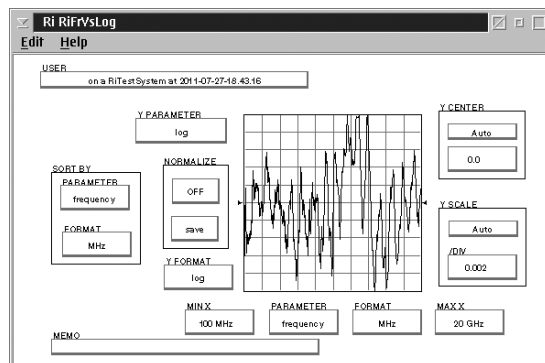 Ri RiFrYsLog
Edit Help
USER
on a RiTestSystem at 2011-07-27-18.43.16
Y PARAMETER
log
Y CENTER
Auto
0.0
SORT BY
PARAMETER
frequency
FORMAT
MHz
NORMALIZE
OFF
save
Y FORMAT
log
Y SCALE
Auto
/DIV
0.002
MIN X
100 MHz
PARAMETER
frequency
FORMAT
MHz
MAX X
20 GHz
MEMO